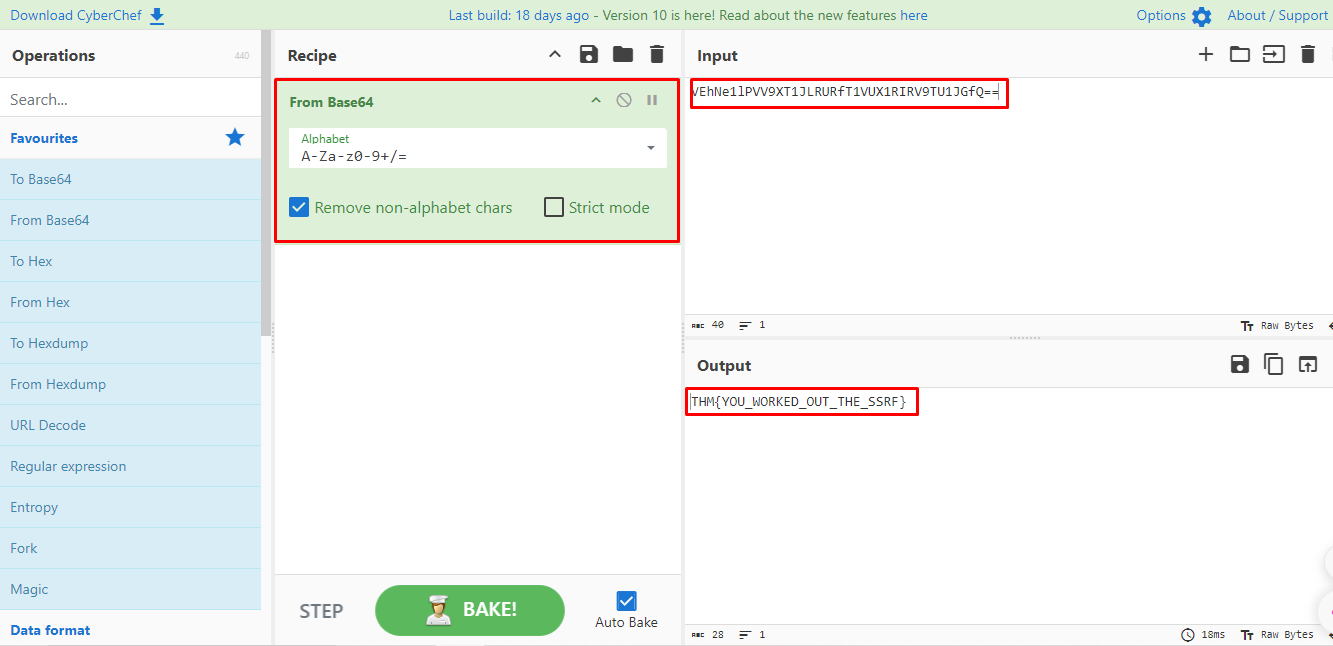 Download CyberChef
Last build: 18 days ago - Version 10 is here! Read about the new features here
Options
About / Support
Operations
440
Recipe
Input
Search...
From Base64
VEhNe1lPVV9XT1JLRURfT1VUX1RIRV9TU1JGfQ==
Alphabet
A-Za-z0-9+/=
Favourites
To Base64
Remove non-alphabet chars
Strict mode
From Base64
To Hex
From Hex
ABC 40
1
Tт Raw Bytes
To Hexdump
Output
From Hexdump
THM{YOU_WORKED_OUT_THE_SSRF}
URL Decode
Regular expression
Entropy
Fork
Magic
STEP
BAKE!
Auto Bake
Data format
ABC 28
1
18ms
Tт Raw Bytes